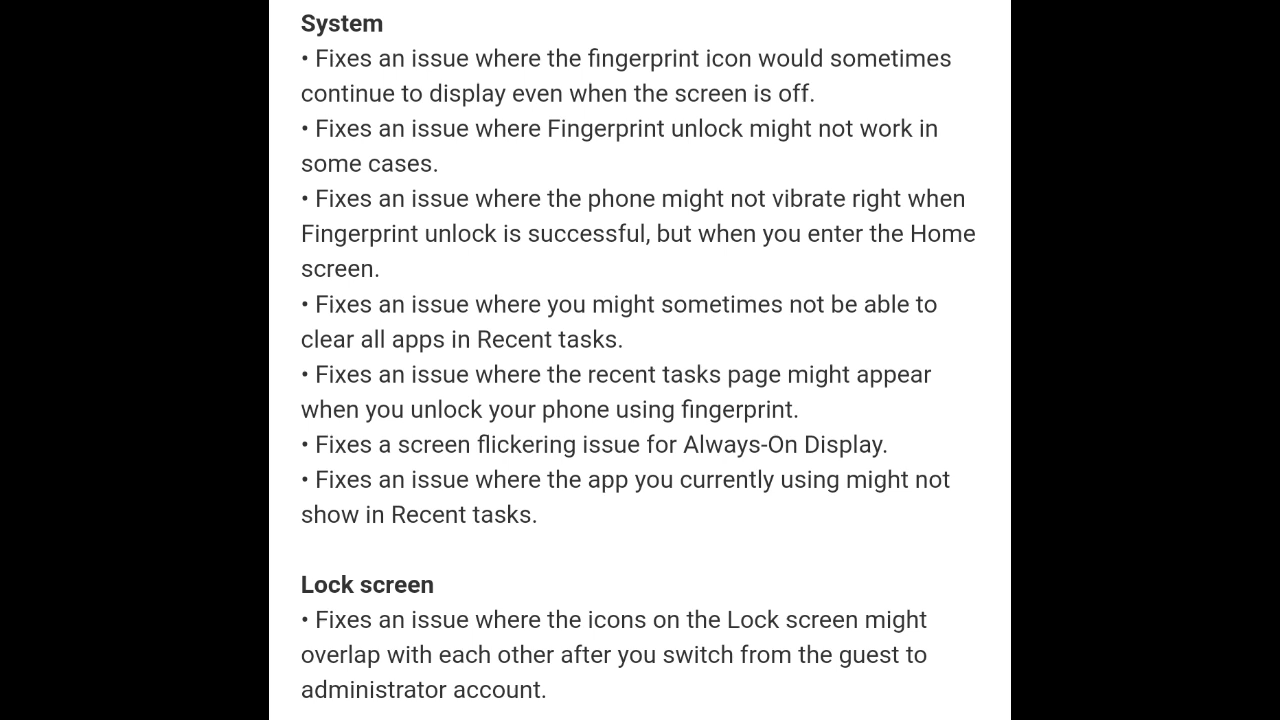 System
• Fixes an issue where the fingerprint icon would sometimes
continue to display even when the screen is off.
• Fixes an issue where Fingerprint unlock might not work in
some cases.
• Fixes an issue where the phone might not vibrate right when
Fingerprint unlock is successful, but when you enter the Home
screen.
• Fixes an issue where you might sometimes not be able to
clear all apps in Recent tasks.
• Fixes an issue where the recent tasks page might appear
when you unlock your phone using fingerprint.
• Fixes a screen flickering issue for Always-On Display.
• Fixes an issue where the app you currently using might not
show in Recent tasks.
Lock screen
• Fixes an issue where the icons on the Lock screen might
overlap with each other after you switch from the guest to
administrator account.